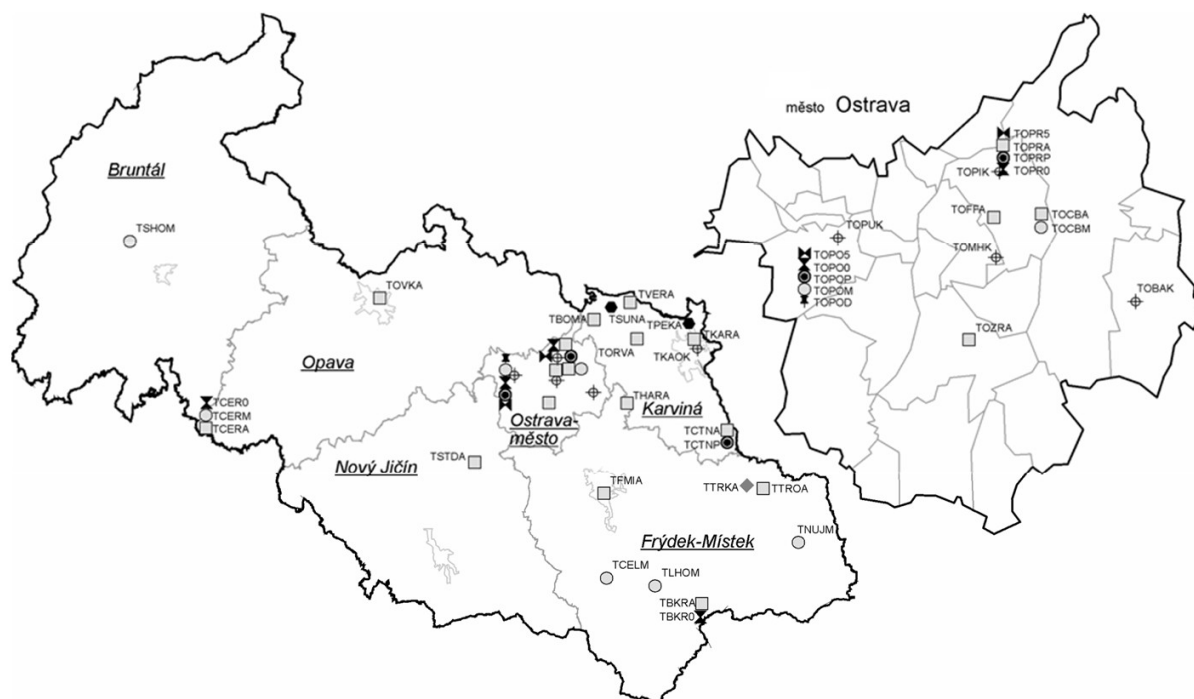 město Ostrava
Bruntál
TSHOM
TOVKA
Opava
TCER0
TCERM
TCERA
TVERA
TBOMA
TSUNA
TPEKA
TKARA
TORVA
TKAOK
THARA
Karviná
Ostrava-
město
TCTNA
TCTNP
Nový Jičín
TSTDA
TFMIA
TTRKA
TTROA
TNUJM
Frýdek-Místek
TCELM
TLHOM
TBKRA
TBKR0
TOPR5
TOPRA
TOPRP
TOPIK
TOPR0
TOFFA
TOCBA
TOCBM
TOPUK
TOMHK
TOPO5
TOPO0
TOPOP
TOPOM
TOPOD
TOBAK
TOZRA